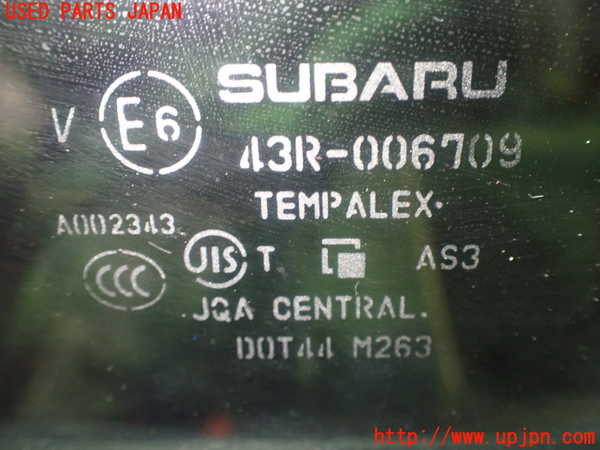 USED PARTS JAPAN
SUBARU
V E6 43R-006709
TEMPALEX.
A002343
CCC JIS T AS3
.JQA CENTRAL.
DOT44 M263
http://www.upjpn.com/